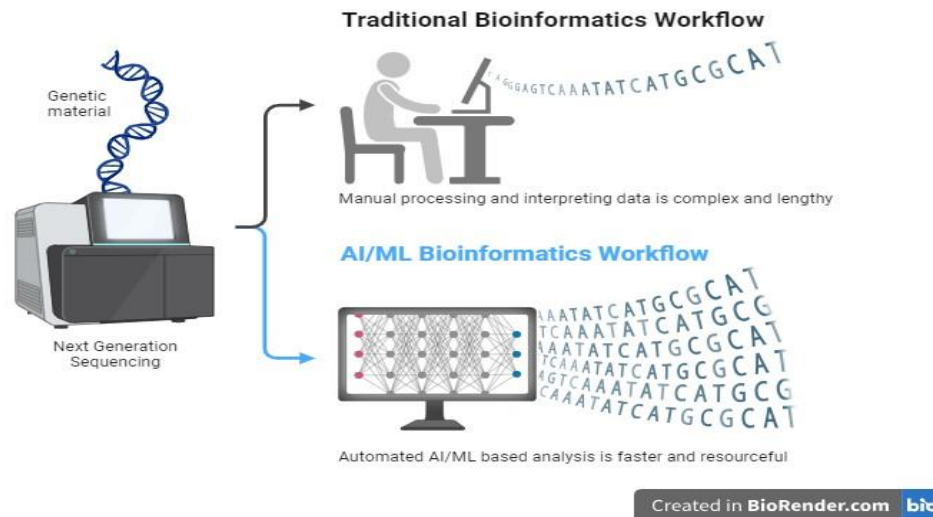 Traditional Bioinformatics Workflow
Genetic
material
AGGGAGTCAAATATCATGCGCAT
Manual processing and interpreting data is complex and lengthy
AI/ML Bioinformatics Workflow
AAATATCATGCGCAT
TCAAATATCATGCG
AAATATCATGCGCAT
TCAAATATCATGCGCAT
AGTCAAATATCATGCG
CAAATATCATGCGCAT
Next Generation
Sequencing
Automated AI/ML based analysis is faster and resourceful
Created in BioRender.com